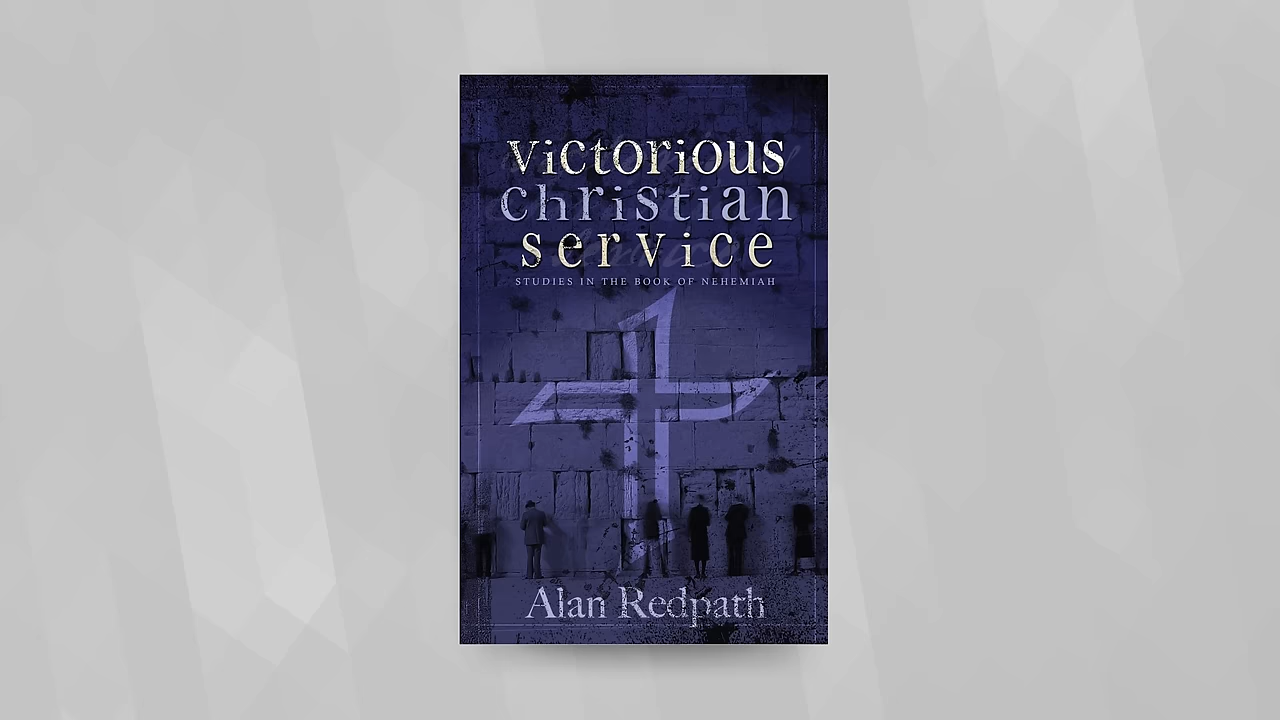 victorious
christian
service
STUDIES IN THE BOOK OF NEHEMIAH
Alan Redpath